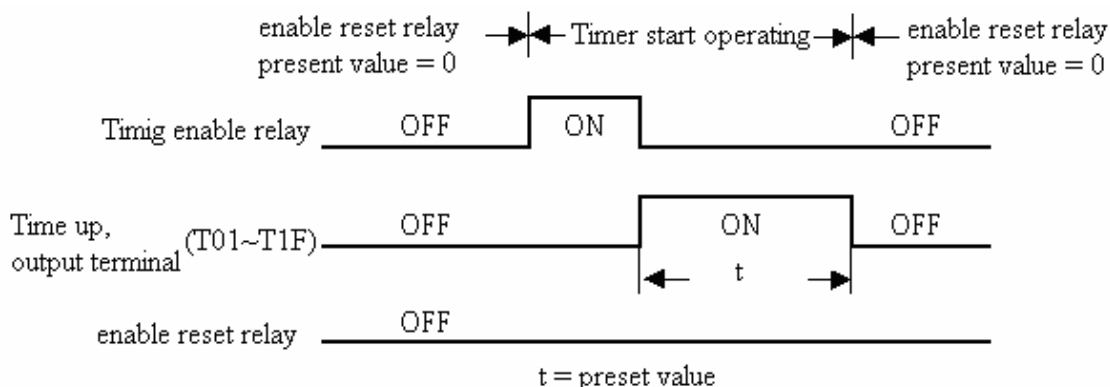 enable reset relay
present value = 0
Timer start operating
enable reset relay
present value = 0
Timig enable relay
OFF
ON
OFF
Time up,
output terminal
(T01~T1F)
OFF
ON
OFF
t
enable reset relay
OFF
t = preset value